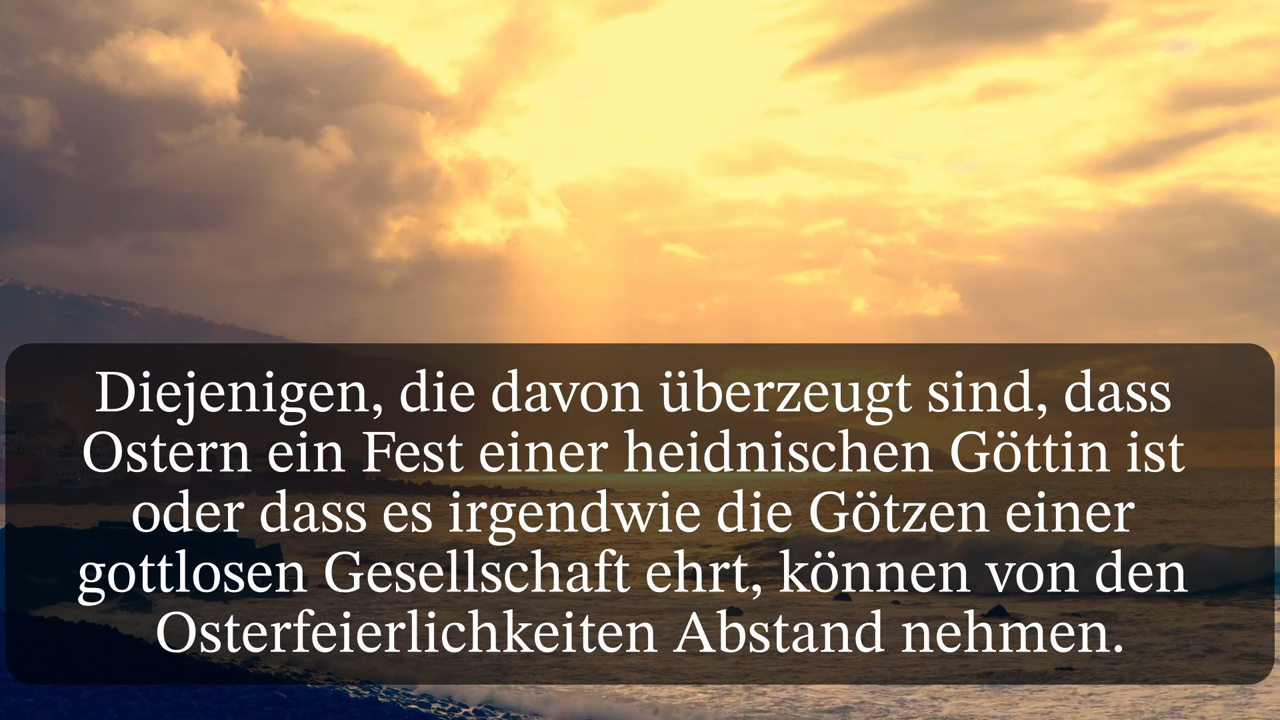 Diejenigen, die davon überzeugt sind, dass
Ostern ein Fest einer heidnischen Göttin ist
oder dass es irgendwie die Götzen einer
gottlosen Gesellschaft ehrt, können von den
Osterfeierlichkeiten Abstand nehmen.